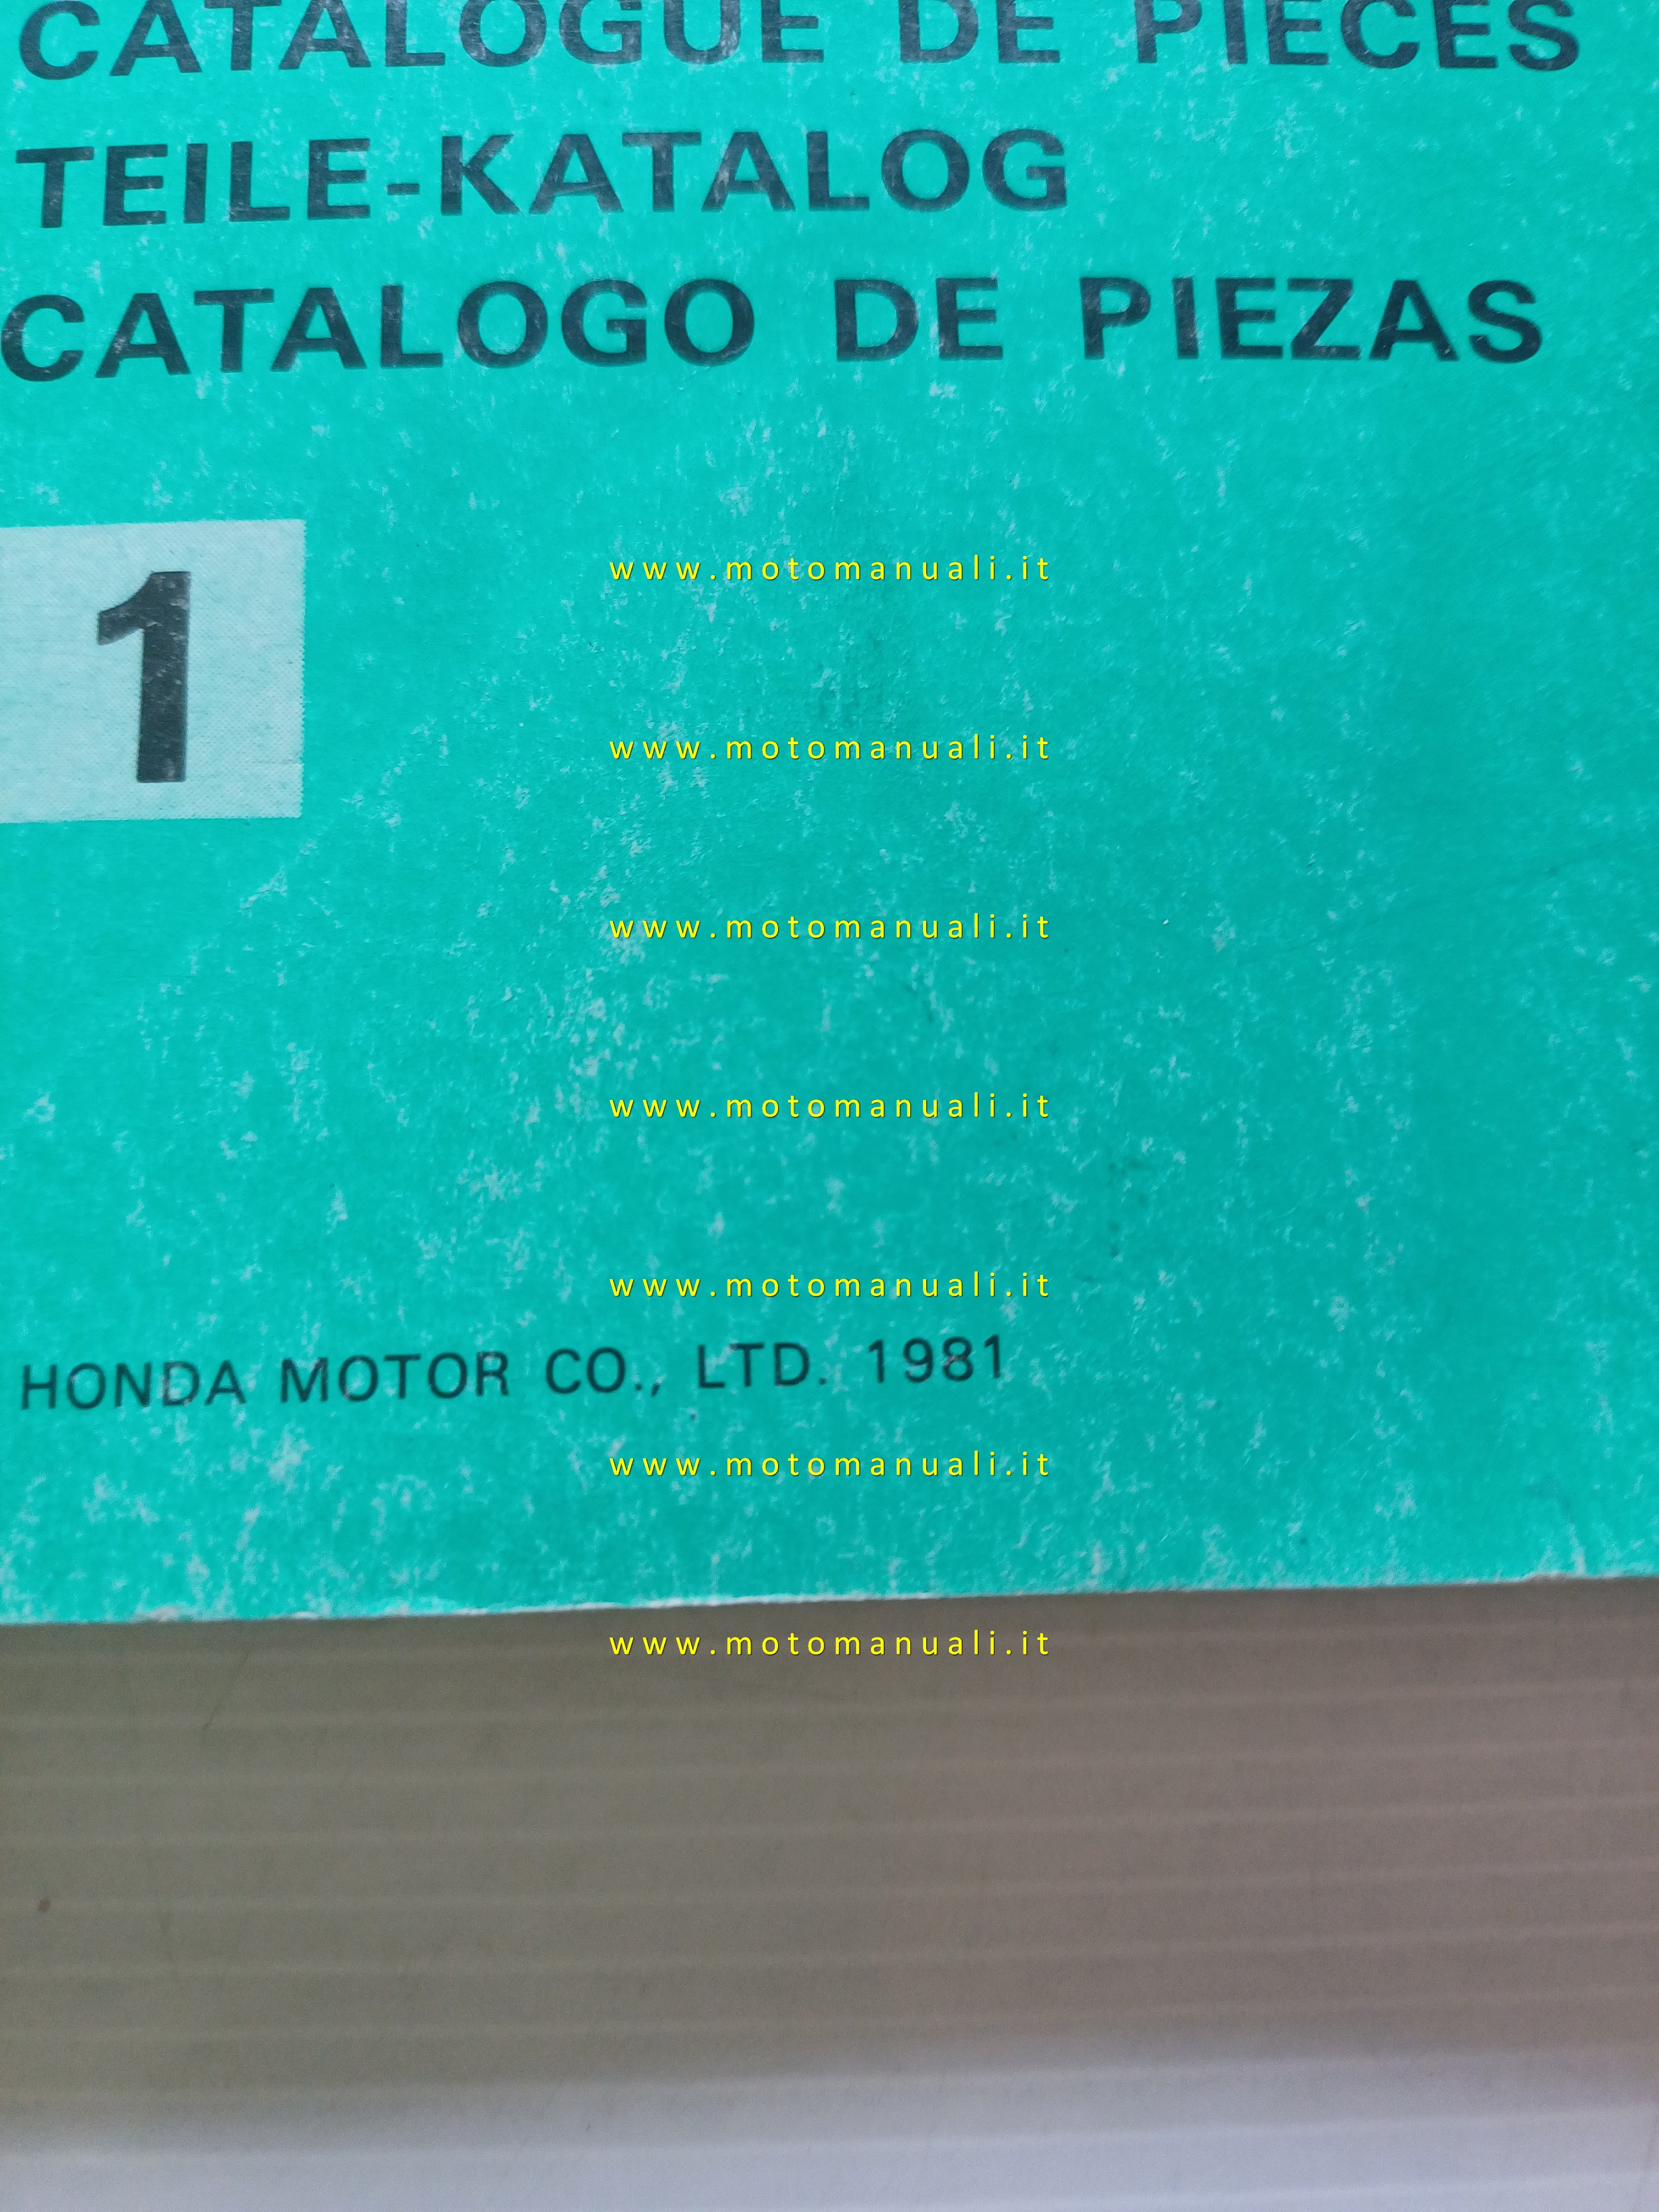 CATALOGUE DE PIECES
TEILE-KATALOG
CATALOGO DE PIEZAS
1
www.motomanuali.it
www.motomanuali.it
www.motomanuali.it
www.motomanuali.it
www.motomanuali.it
HONDA MOTOR CO., LTD. 1981
www.motomanuali.it
www.motomanuali.it